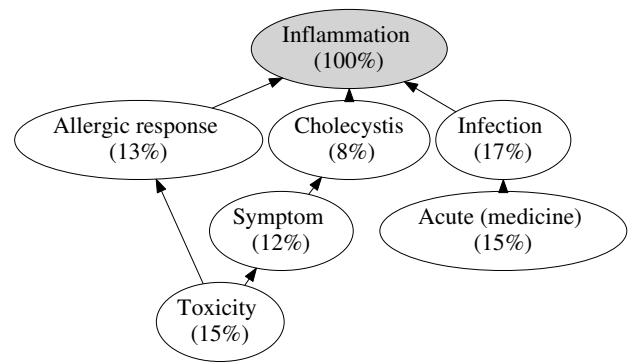 Inflammation
(100%)
Allergic response
(13%)
Cholecystis
(8%)
Infection
(17%)
Symptom
(12%)
Acute (medicine)
(15%)
Toxicity
(15%)